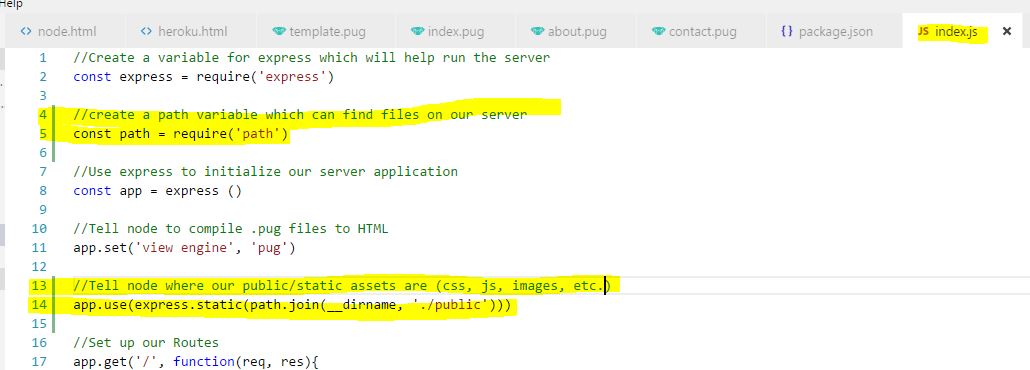 Help
node.html heroku.html template.pug index.pug about.pug contact.pug {} package.json JS index.js ×
1 //Create a variable for express which will help run the server
2 const express = require('express')
3
4 //create a path variable which can find files on our server
5 const path = require('path')
6
7 //Use express to initialize our server application
8 const app = express ()
9
10 //Tell node to compile .pug files to HTML
11 app.set('view engine', 'pug')
12
13 //Tell node where our public/static assets are (css, js, images, etc.)
14 app.use(express.static(path.join(__dirname, './public')))
15
16 //Set up our Routes
17 app.get('/', function(req, res){